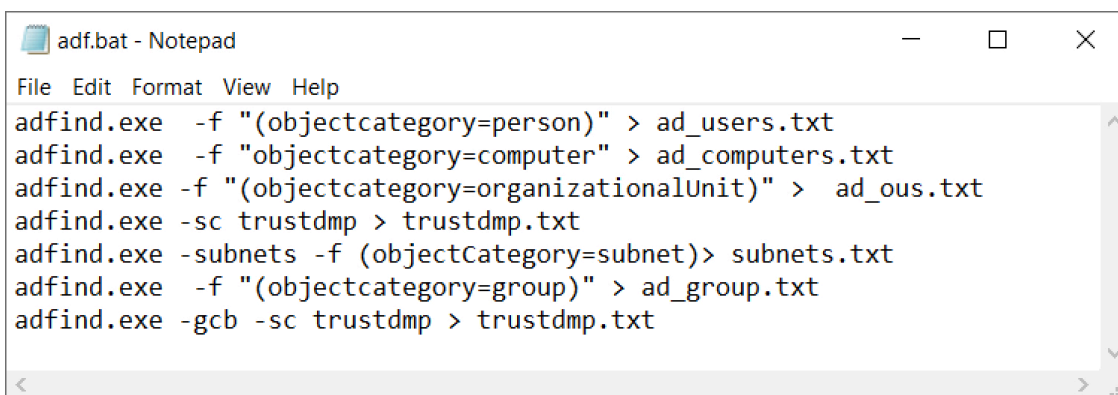 adf.bat - Notepad
File Edit Format View Help
adfind.exe  -f "(objectcategory=person)" > ad_users.txt
adfind.exe  -f "objectcategory=computer" > ad_computers.txt
adfind.exe -f "(objectcategory=organizationalUnit)" >  ad_ous.txt
adfind.exe -sc trustdmp > trustdmp.txt
adfind.exe -subnets -f (objectCategory=subnet)> subnets.txt
adfind.exe  -f "(objectcategory=group)" > ad_group.txt
adfind.exe -gcb -sc trustdmp > trustdmp.txt